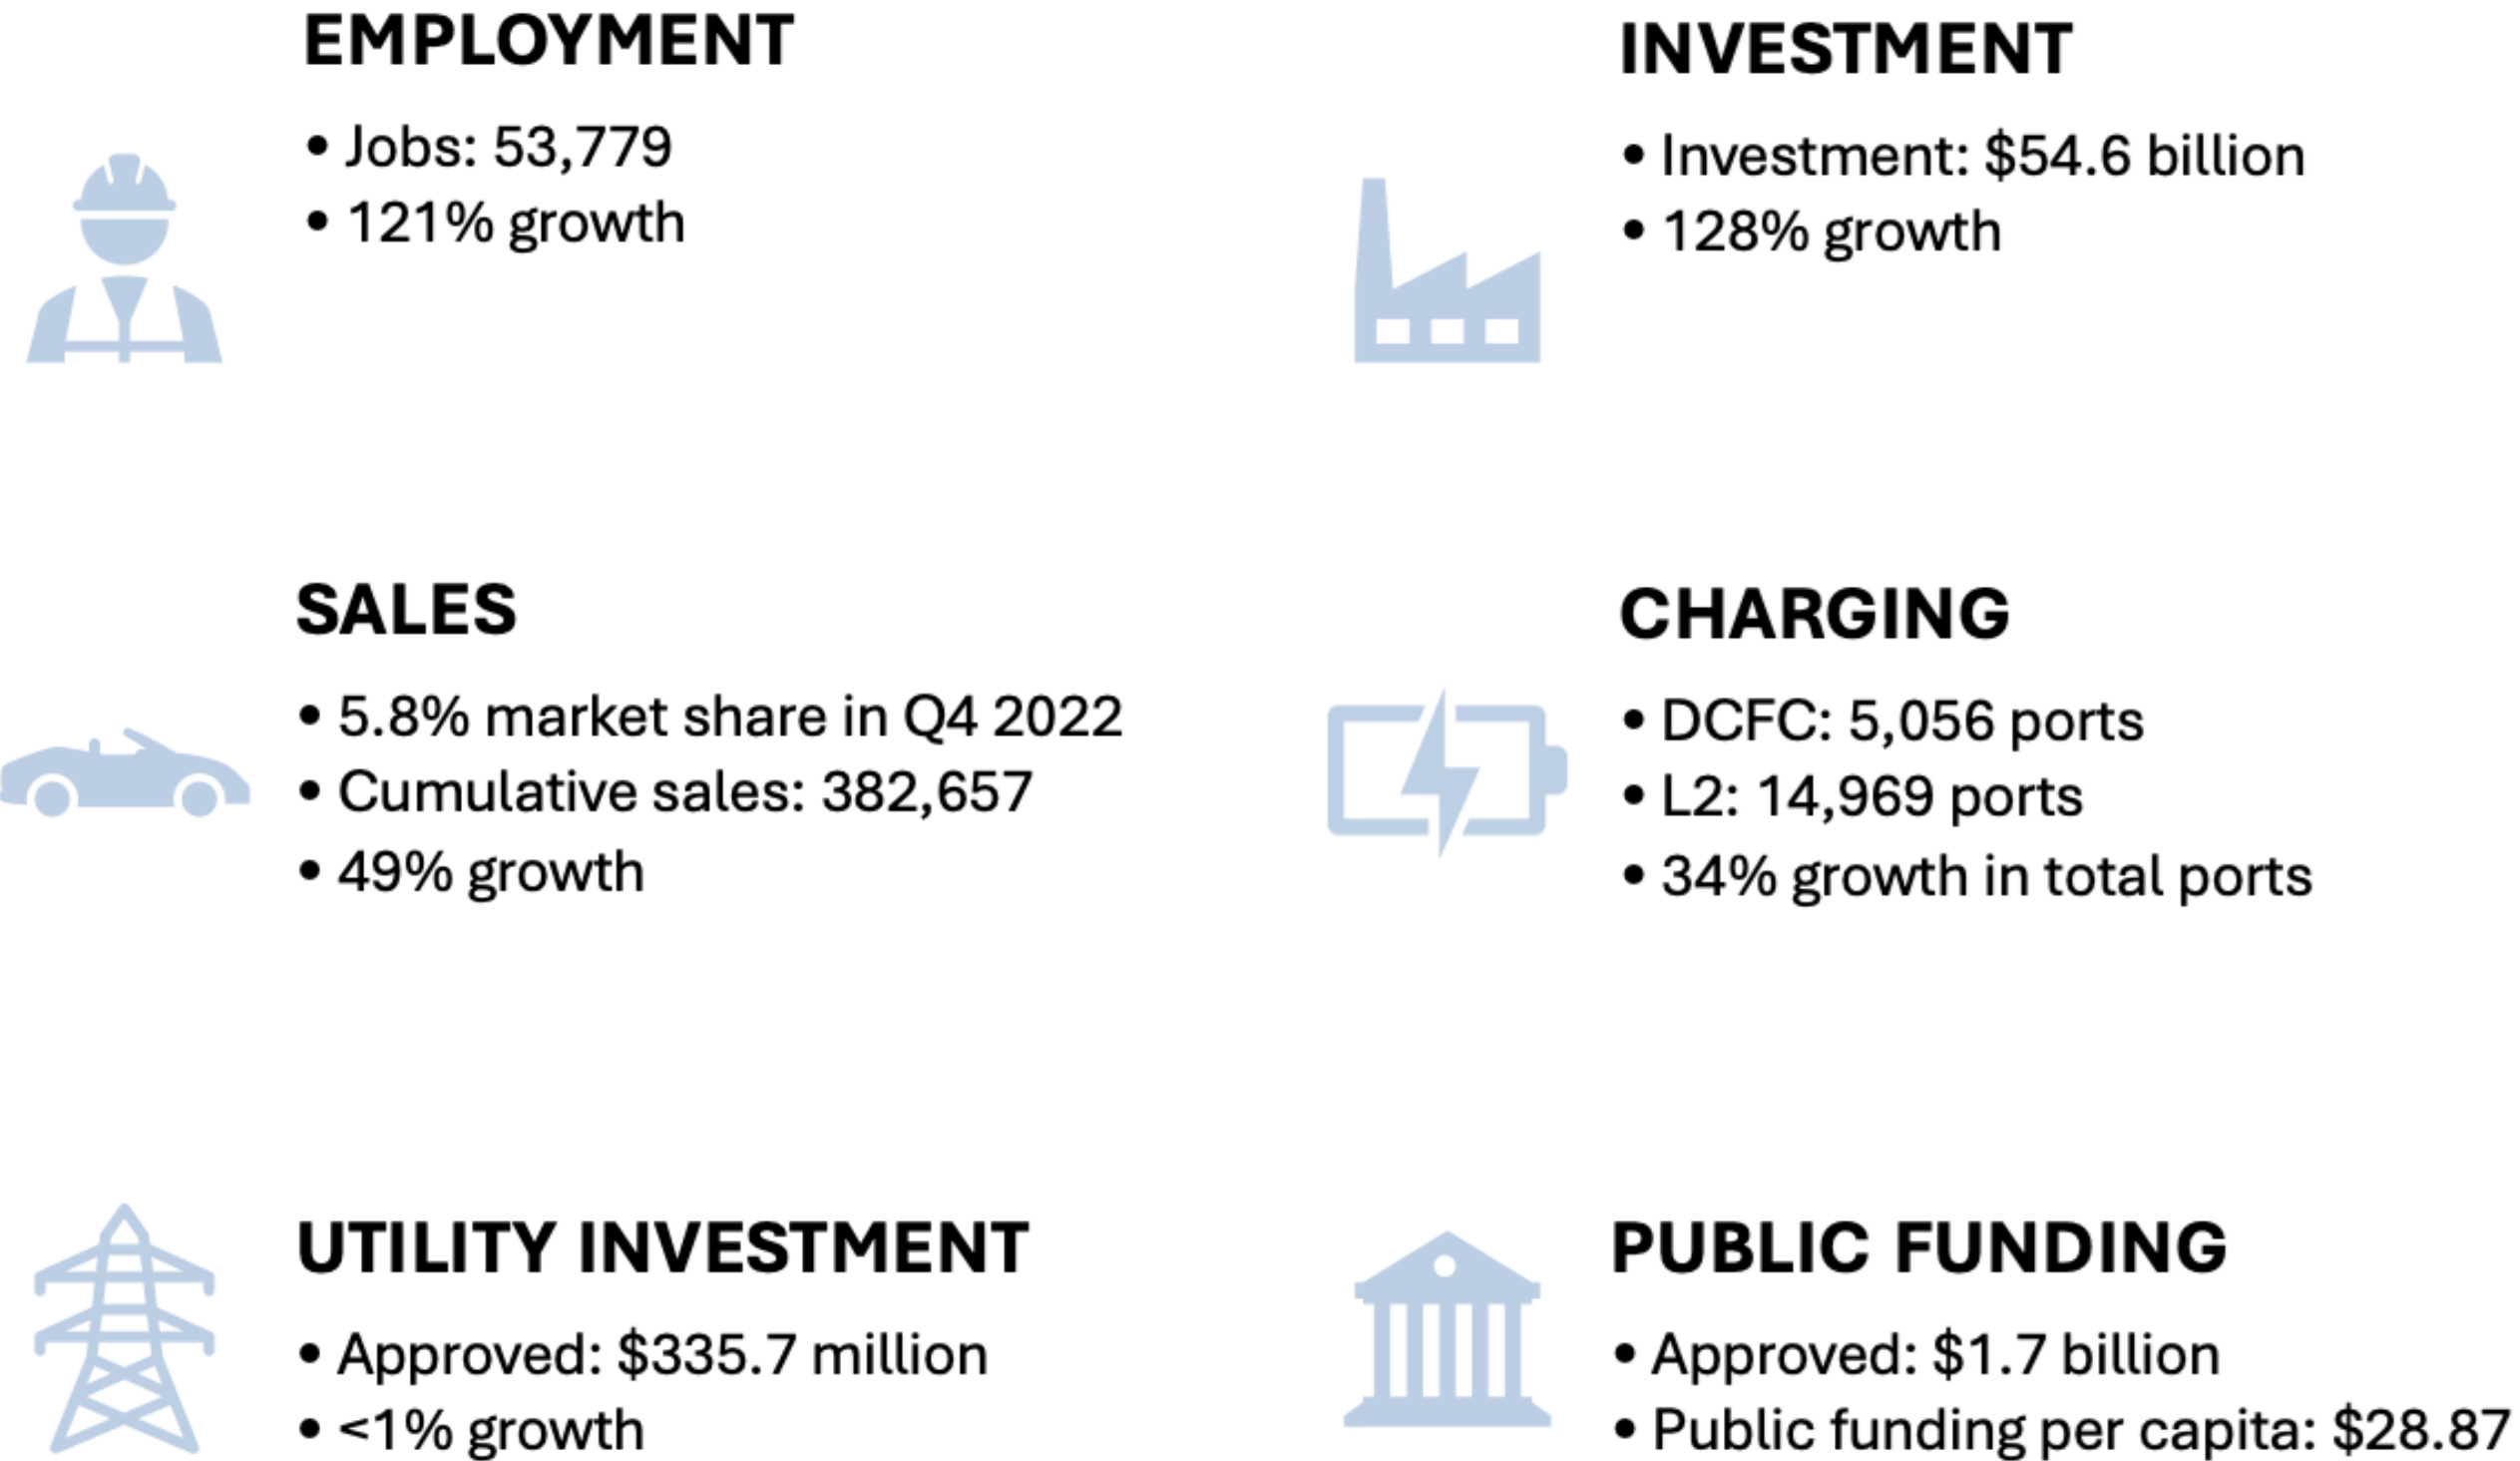 EMPLOYMENT
• Jobs: 53,779
• 121% growth
INVESTMENT
• Investment: $54.6 billion
• 128% growth
SALES
• 5.8% market share in Q4 2022
• Cumulative sales: 382,657
• 49% growth
CHARGING
• DCFC: 5,056 ports
• L2: 14,969 ports
• 34% growth in total ports
UTILITY INVESTMENT
• Approved: $335.7 million
• <1% growth
PUBLIC FUNDING
• Approved: $1.7 billion
• Public funding per capita: $28.87